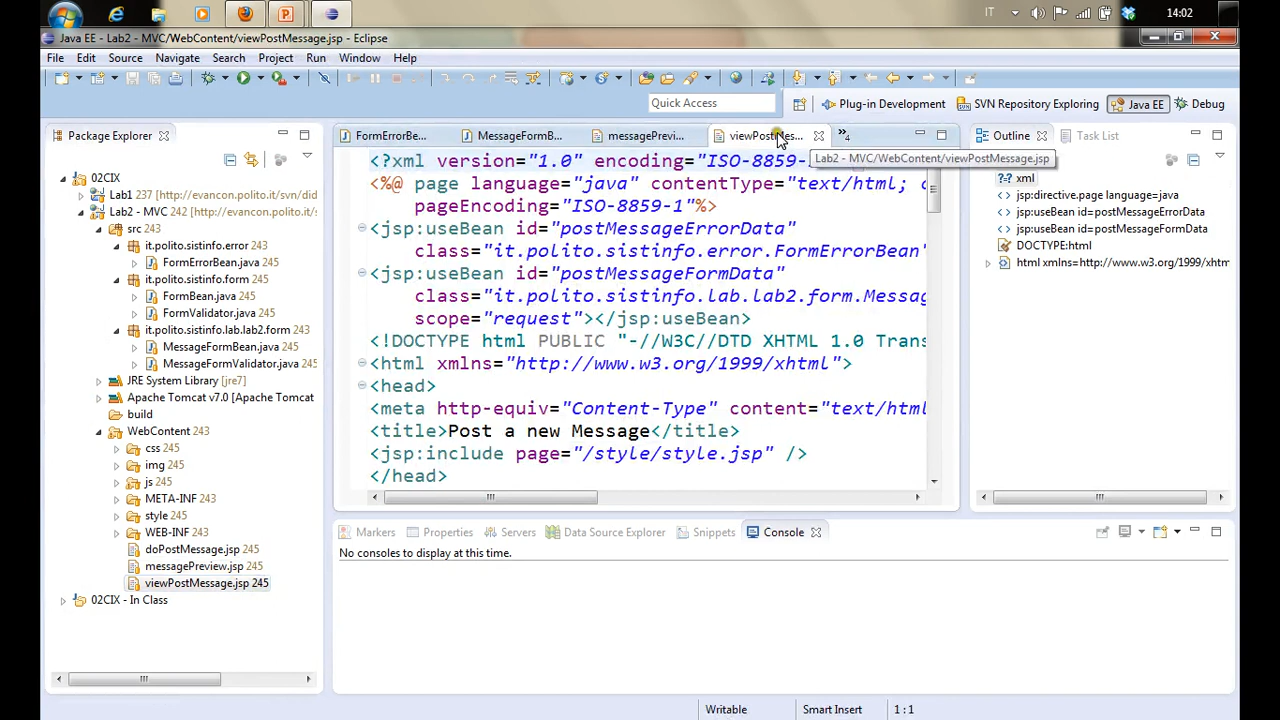 IT
14:02
Java EE - Lab2 - MVC/WebContent/viewPostMessage.jsp - Eclipse
File Edit Source Navigate Search Project Run Window Help
Quick Access
Plug-in Development
SVN Repository Exploring
Java EE
Debug
Package Explorer
FormErrorBe...
MessageFormB...
messagePrevi...
viewPostMes...
4
Outline
Task List
Lab2 - MVC/WebContent/viewPostMessage.jsp
02CIX
Lab1 237 [http://evancon.polito.it/svn/did
Lab2 - MVC 242 [http://evancon.polito.it/s
src 243
it.polito.sistinfo.error 243
FormErrorBean.java 245
it.polito.sistinfo.form 243
FormBean.java 245
FormValidator.java 243
it.polito.sistinfo.lab.lab2.form 243
MessageFormBean.java 245
MessageFormValidator.java 245
JRE System Library [jre7]
Apache Tomcat v7.0 [Apache Tomcat
build
WebContent 243
css 245
img 245
js 245
META-INF 243
style 245
WEB-INF 243
doPostMessage.jsp 245
messagePreview.jsp 245
viewPostMessage.jsp 245
02CIX - In Class
<?xml version="1.0" encoding="ISO-8859-1
<%@ page language="java" contentType="text/html; c
pageEncoding="ISO-8859-1"%>
<jsp:useBean id="postMessageErrorData"
class="it.polito.sistinfo.error.FormErrorBean"
<jsp:useBean id="postMessageFormData"
class="it.polito.sistinfo.lab.lab2.form.Messa
scope="request"></jsp:useBean>
<!DOCTYPE html PUBLIC "-//W3C//DTD XHTML 1.0 Trans
<html xmlns="http://www.w3.org/1999/xhtml">
<head>
<meta http-equiv="Content-Type" content="text/html
<title>Post a new Message</title>
<jsp:include page="/style/style.jsp" />
</head>
xml
jsp:directive.page language=java
jsp:useBean id=postMessageErrorData
jsp:useBean id=postMessageFormData
DOCTYPE:html
html xmlns=http://www.w3.org/1999/xhtm
Markers
Properties
Servers
Data Source Explorer
Snippets
Console
No consoles to display at this time.
Writable
Smart Insert
1 : 1